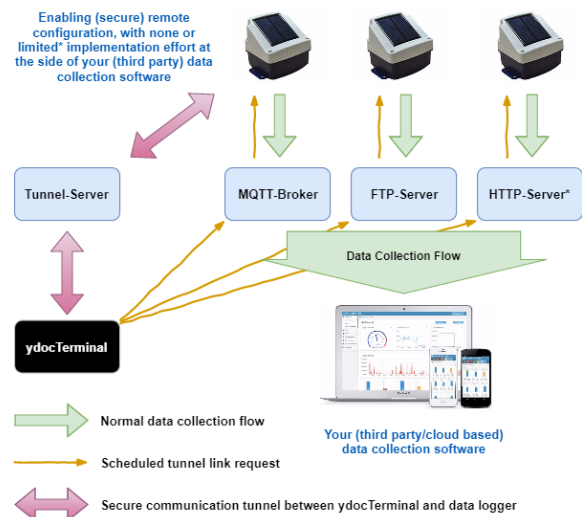 Enabling (secure) remote
configuration, with none or
limited* implementation effort at
the side of your (third party) data
collection software
Tunnel-Server
MQTT-Broker
FTP-Server
HTTP-Server*
Data Collection Flow
ydocTerminal
Your (third party/cloud based)
data collection software
Normal data collection flow
Scheduled tunnel link request
Secure communication tunnel between ydocTerminal and data logger